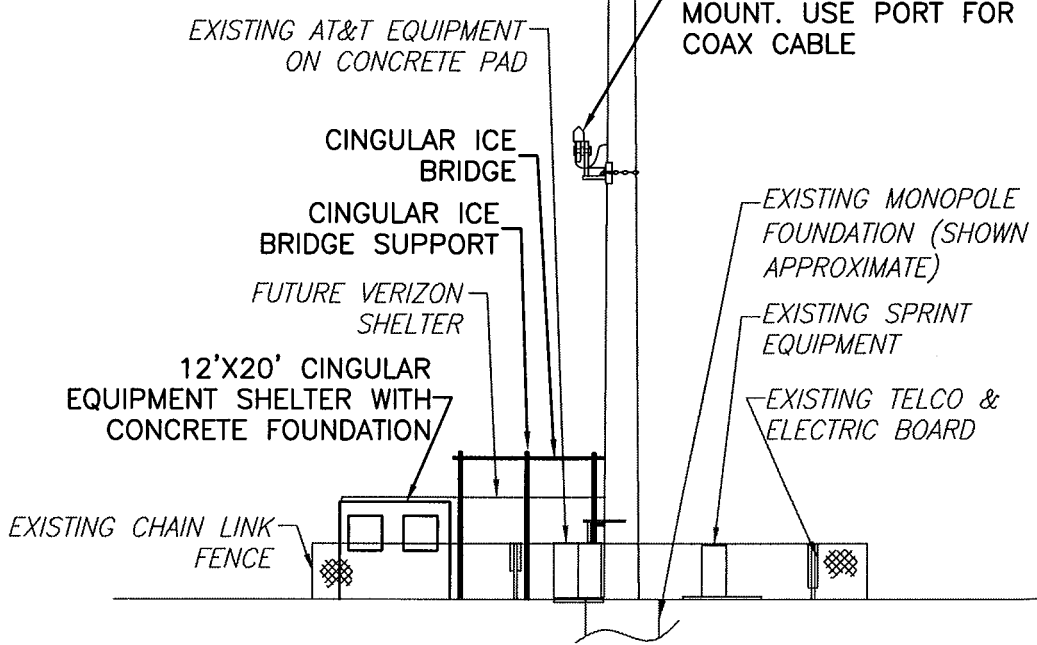 MOUNT. USE PORT FOR
COAX CABLE
EXISTING AT&T EQUIPMENT
ON CONCRETE PAD
CINGULAR ICE
BRIDGE
CINGULAR ICE
BRIDGE SUPPORT
FUTURE VERIZON
SHELTER
12'X20' CINGULAR
EQUIPMENT SHELTER WITH
CONCRETE FOUNDATION
EXISTING CHAIN LINK
FENCE
EXISTING MONOPOLE
FOUNDATION (SHOWN
APPROXIMATE)
EXISTING SPRINT
EQUIPMENT
EXISTING TELCO &
ELECTRIC BOARD